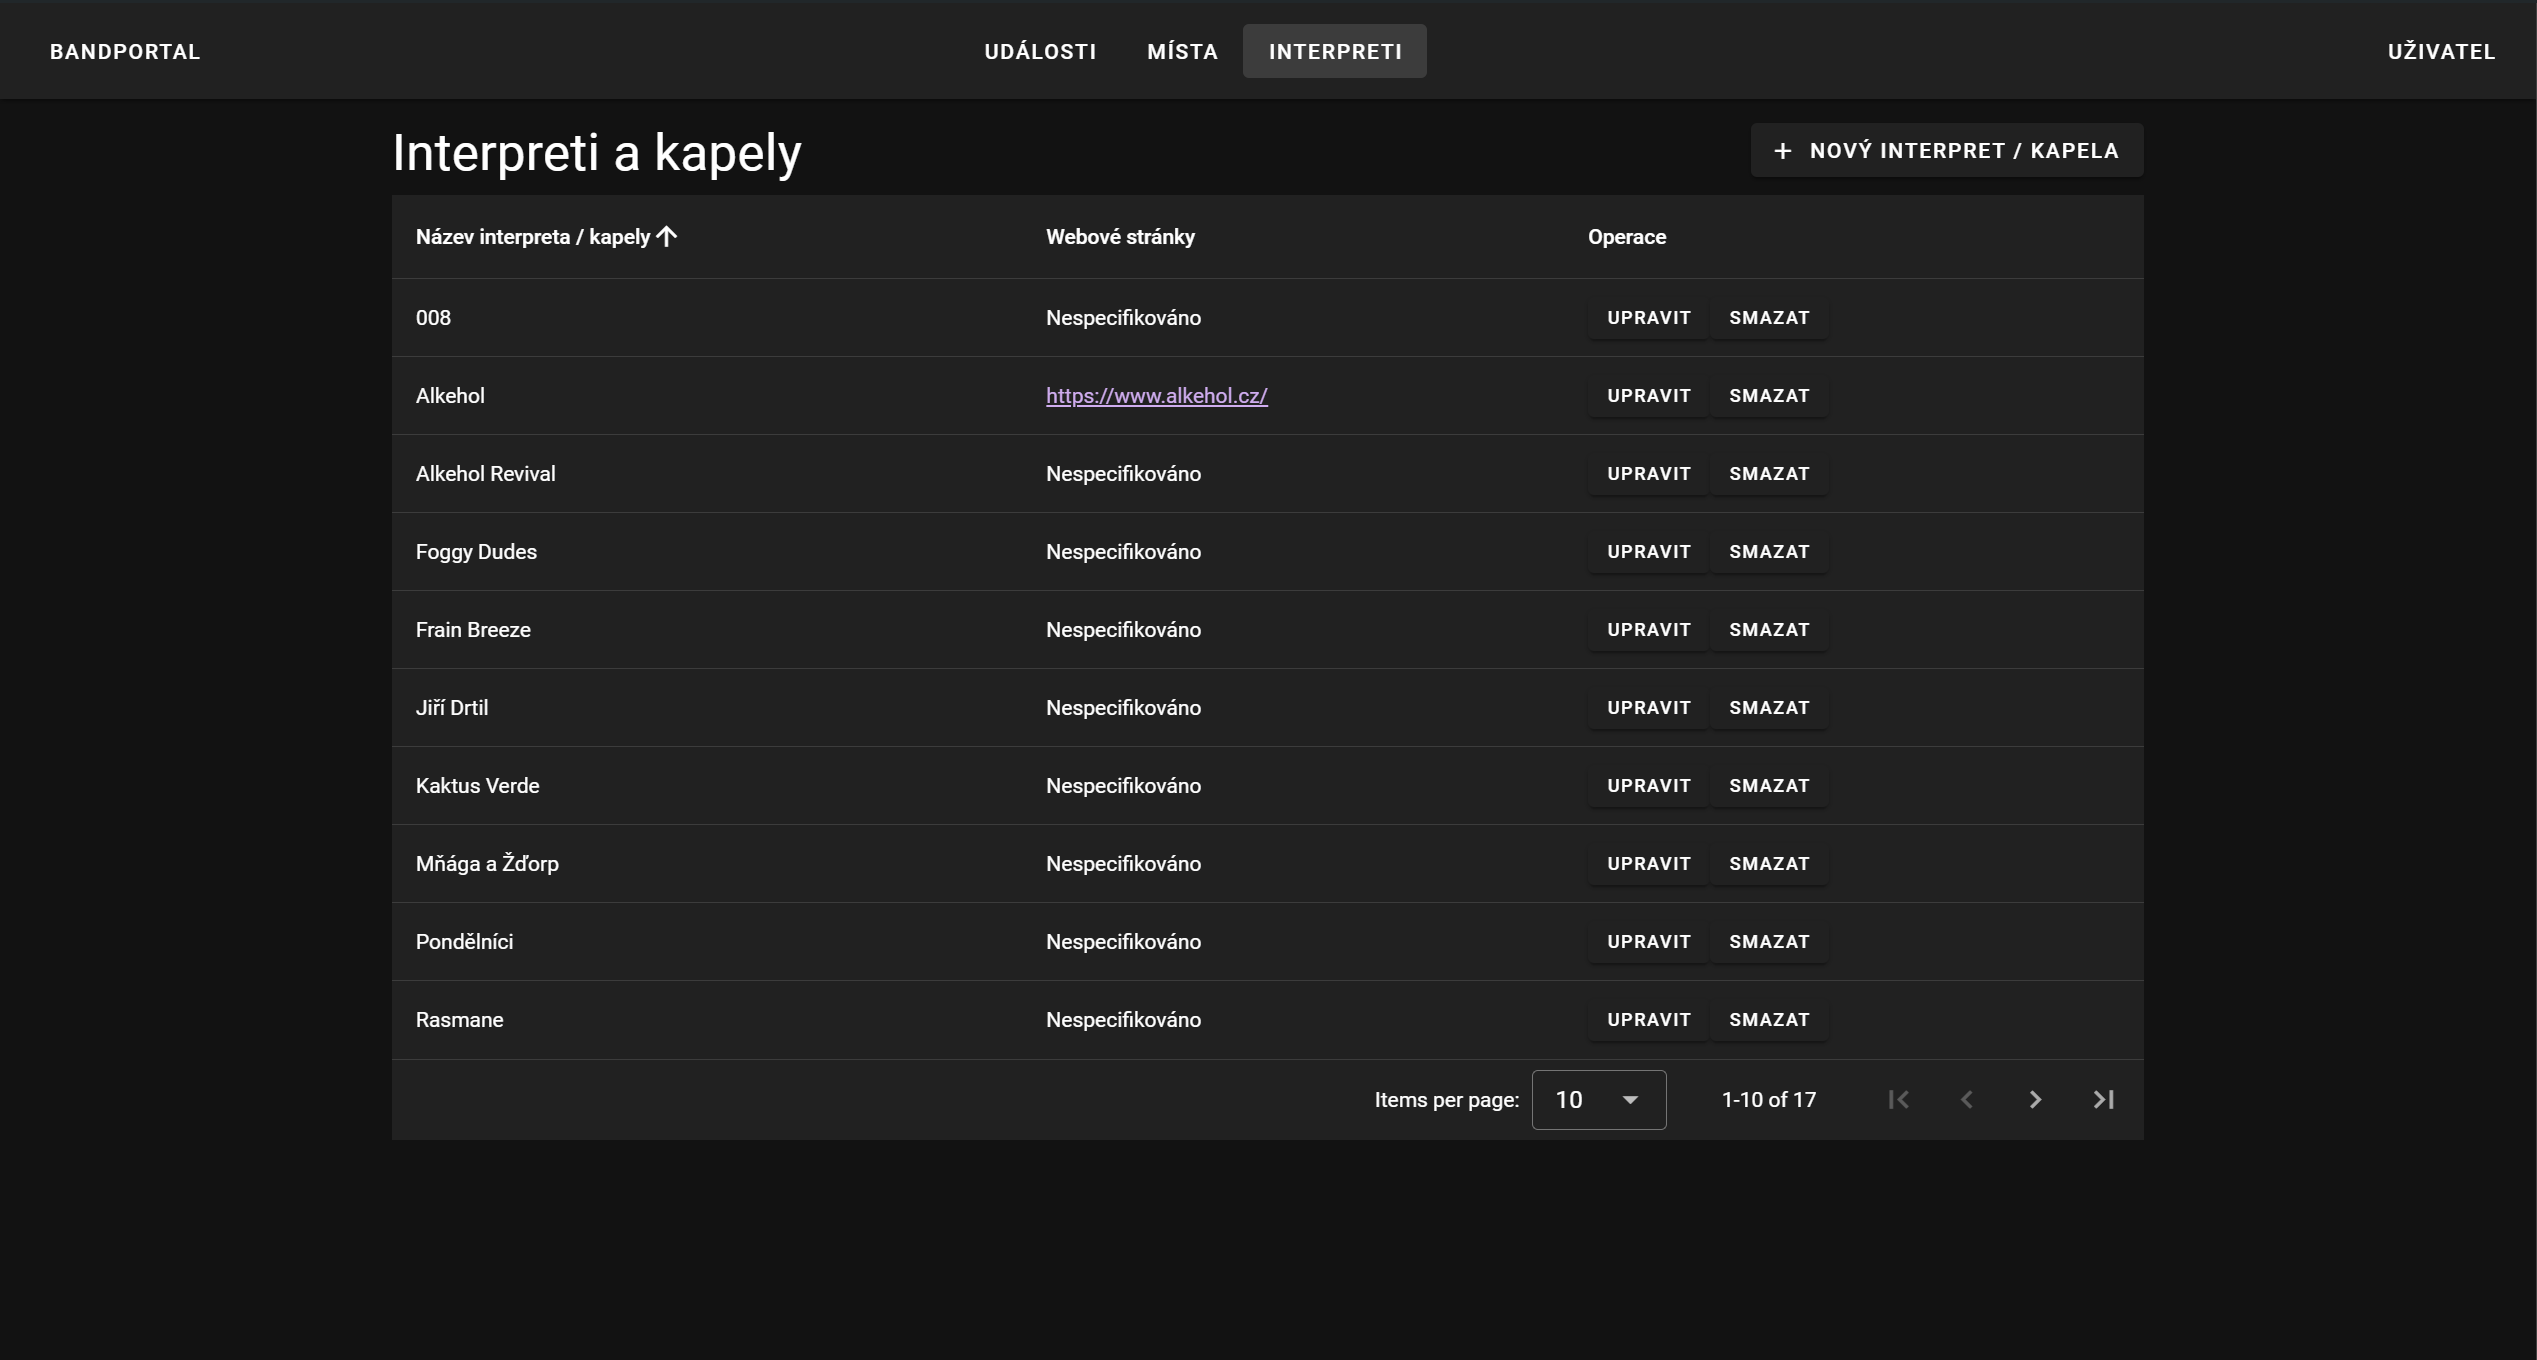 BANDPORTAL UDÁLOSTI MÍSTA INTERPRETI UŽIVATEL
Interpreti a kapely + NOVÝ INTERPRET / KAPELA
Název interpreta / kapely Webové stránky Operace
008 Nespecifikováno UPRAVIT SMAZAT
Alkehol https://www.alkehol.cz/ UPRAVIT SMAZAT
Alkehol Revival Nespecifikováno UPRAVIT SMAZAT
Foggy Dudes Nespecifikováno UPRAVIT SMAZAT
Frain Breeze Nespecifikováno UPRAVIT SMAZAT
Jiří Drtil Nespecifikováno UPRAVIT SMAZAT
Kaktus Verde Nespecifikováno UPRAVIT SMAZAT
Mňága a Žďorp Nespecifikováno UPRAVIT SMAZAT
Pondělníci Nespecifikováno UPRAVIT SMAZAT
Rasmane Nespecifikováno UPRAVIT SMAZAT
Items per page: 10 1-10 of 17